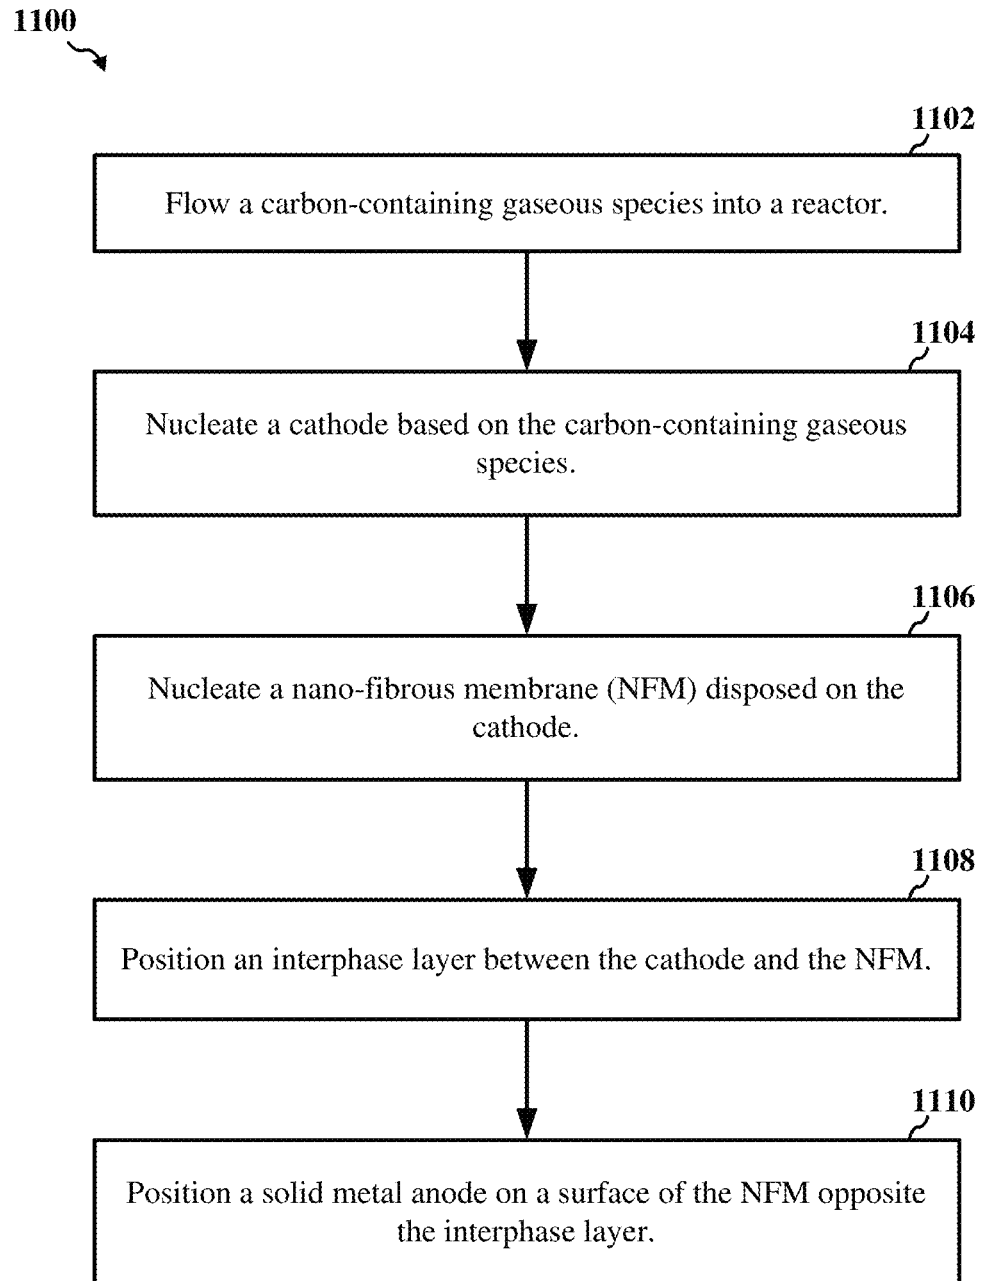 1100
1102
Flow a carbon-containing gaseous species into a reactor.
1104
Nucleate a cathode based on the carbon-containing gaseous
species.
1106
Nucleate a nano-fibrous membrane (NFM) disposed on the
cathode.
1108
Position an interphase layer between the cathode and the NFM.
1110
Position a solid metal anode on a surface of the NFM opposite
the interphase layer.